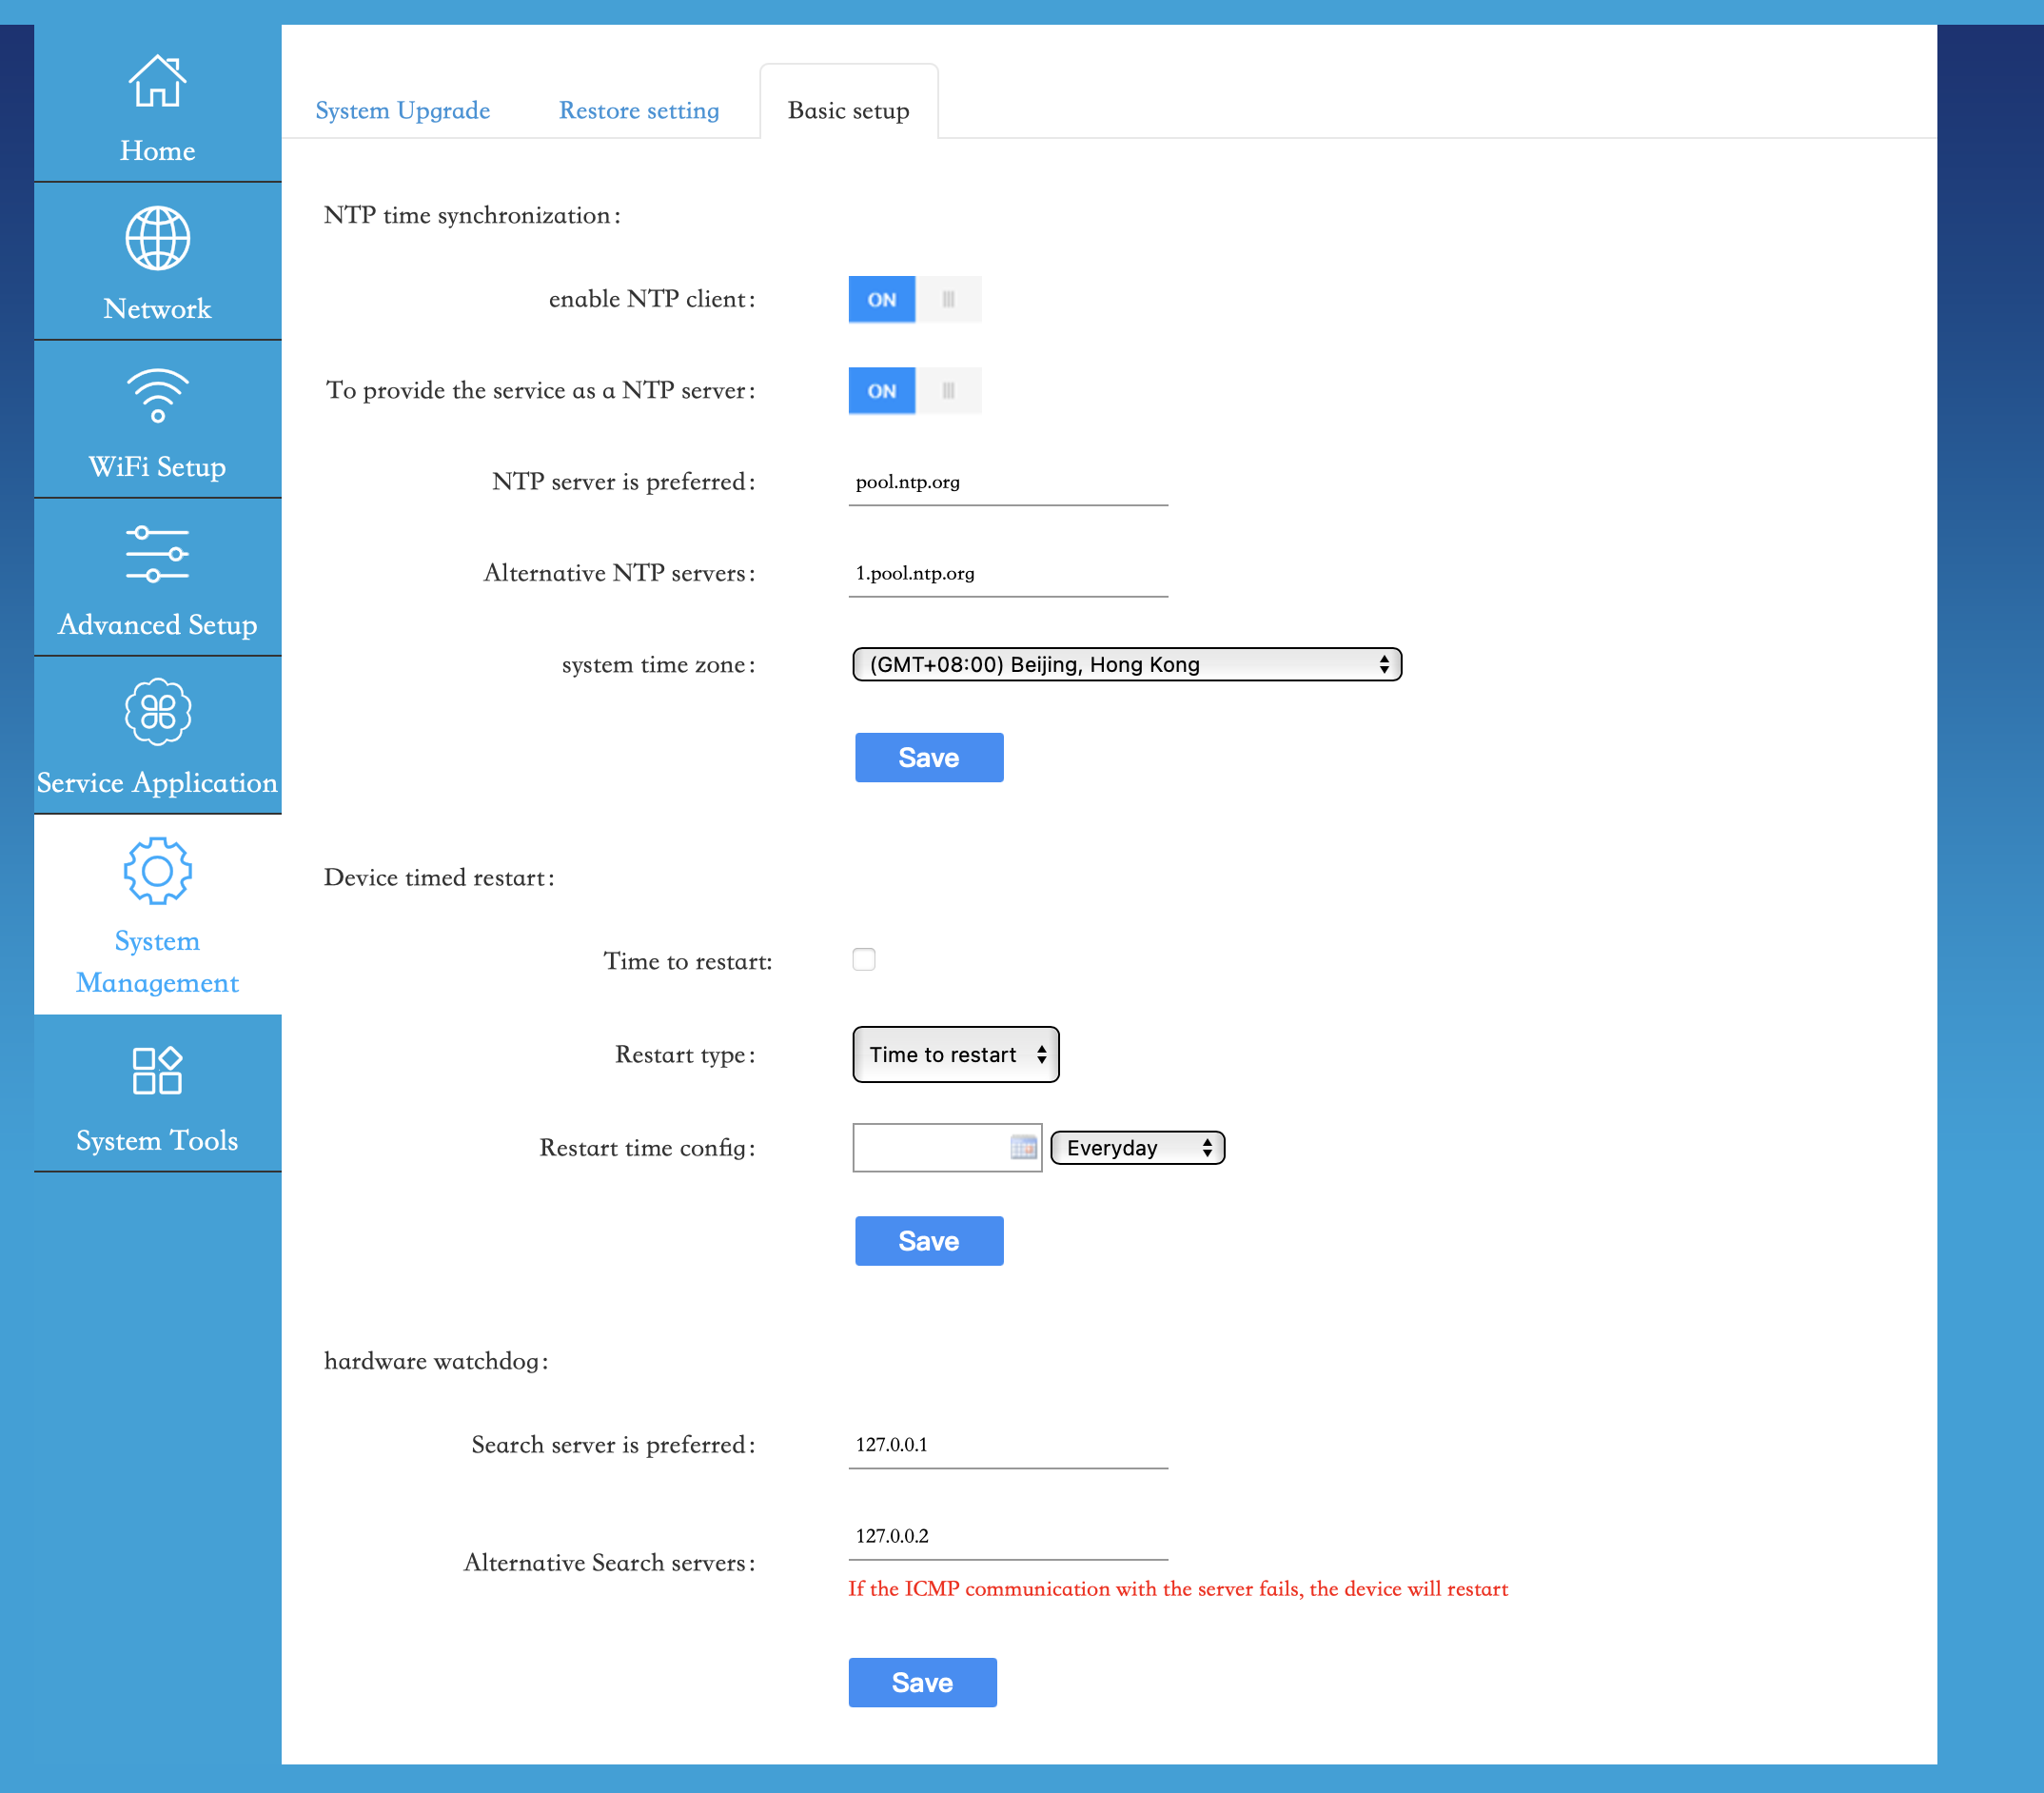 Home
Network
WiFi Setup
Advanced Setup
Service Application
System
Management
System Tools
System Upgrade
Restore setting
Basic setup
NTP time synchronization:
enable NTP client:
ON
To provide the service as a NTP server:
ON
NTP server is preferred:
pool.ntp.org
Alternative NTP servers:
1.pool.ntp.org
system time zone:
(GMT+08:00) Beijing, Hong Kong
Save
Device timed restart:
Time to restart:
Restart type:
Time to restart
Restart time config:
Everyday
Save
hardware watchdog:
Search server is preferred:
127.0.0.1
Alternative Search servers:
127.0.0.2
If the ICMP communication with the server fails, the device will restart
Save